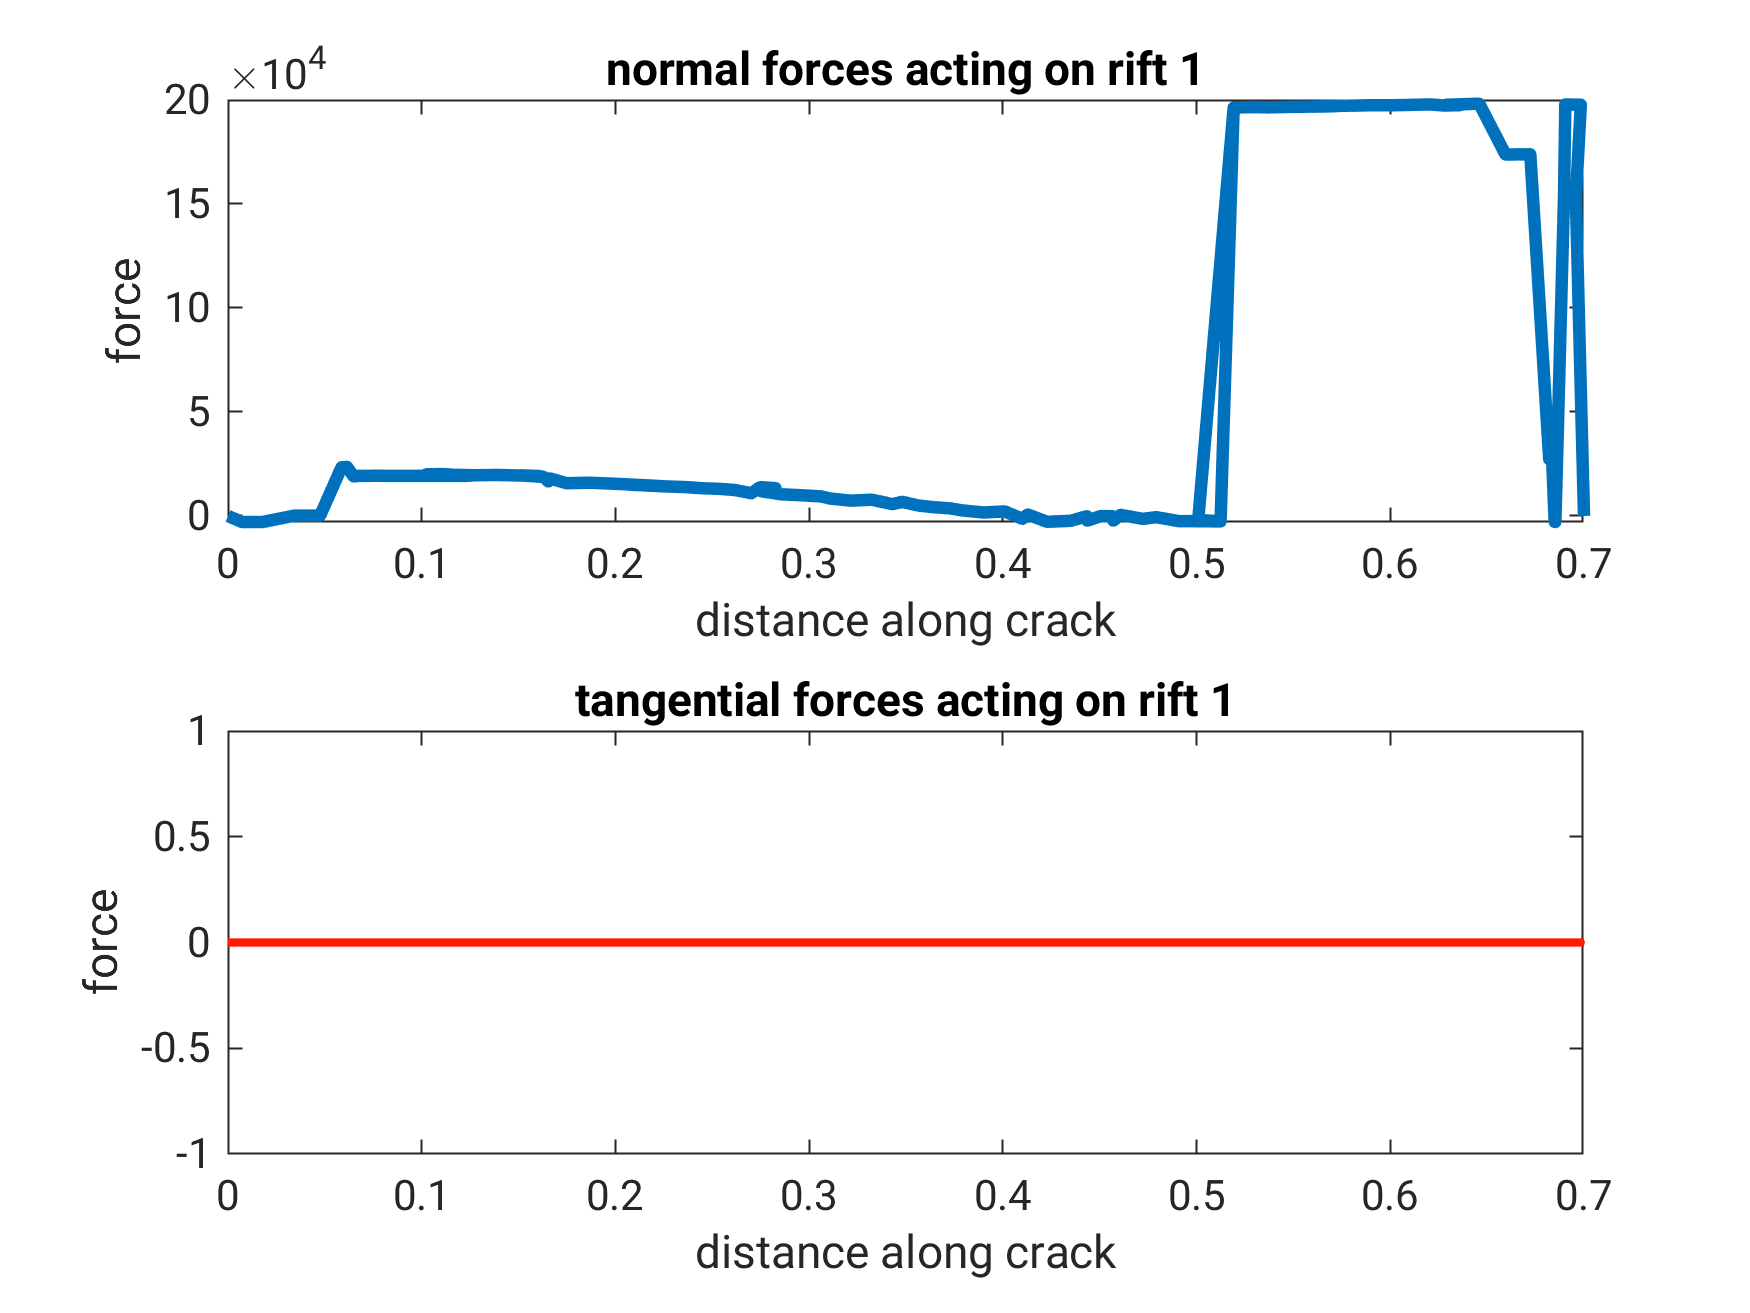 ×10⁴
normal forces acting on rift 1
20
15
10
5
0
force
0 0.1 0.2 0.3 0.4 0.5 0.6 0.7
distance along crack
tangential forces acting on rift 1
1
0.5
0
-0.5
-1
force
0 0.1 0.2 0.3 0.4 0.5 0.6 0.7
distance along crack